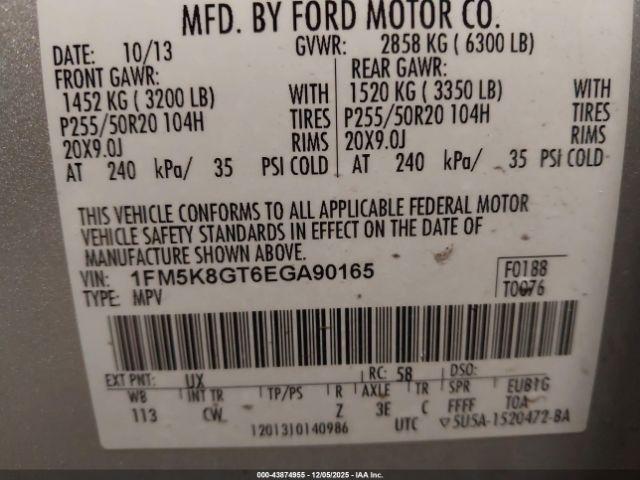 MFD. BY FORD MOTOR CO.
DATE: 10/13 GVWR: 2858 KG ( 6300 LB)
FRONT GAWR: REAR GAWR:
1452 KG ( 3200 LB) WITH 1520 KG ( 3350 LB) WITH
P255/50R20 104H TIRES P255/50R20 104H TIRES
20X9.0J RIMS 20X9.0J RIMS
AT 240 kPa/ 35 PSI COLD AT 240 kPa/ 35 PSI COLD
THIS VEHICLE CONFORMS TO ALL APPLICABLE FEDERAL MOTOR
VEHICLE SAFETY STANDARDS IN EFFECT ON THE DATE OF
MANUFACTURE SHOWN ABOVE.
VIN: 1FM5K8GT6EGA90165 F0188
TYPE: MPV T0076
EXT PNT: UX RC: 58 DSO:
WB INT TR TP/PS R AXLE TR SPR EUB1G
113 CW Z 3E C FFFF T0A
1201310140986 UTC ▽5U5A-1520472-BA
© IAA - 43874955 - 12/05/2025 - IAAI.COM